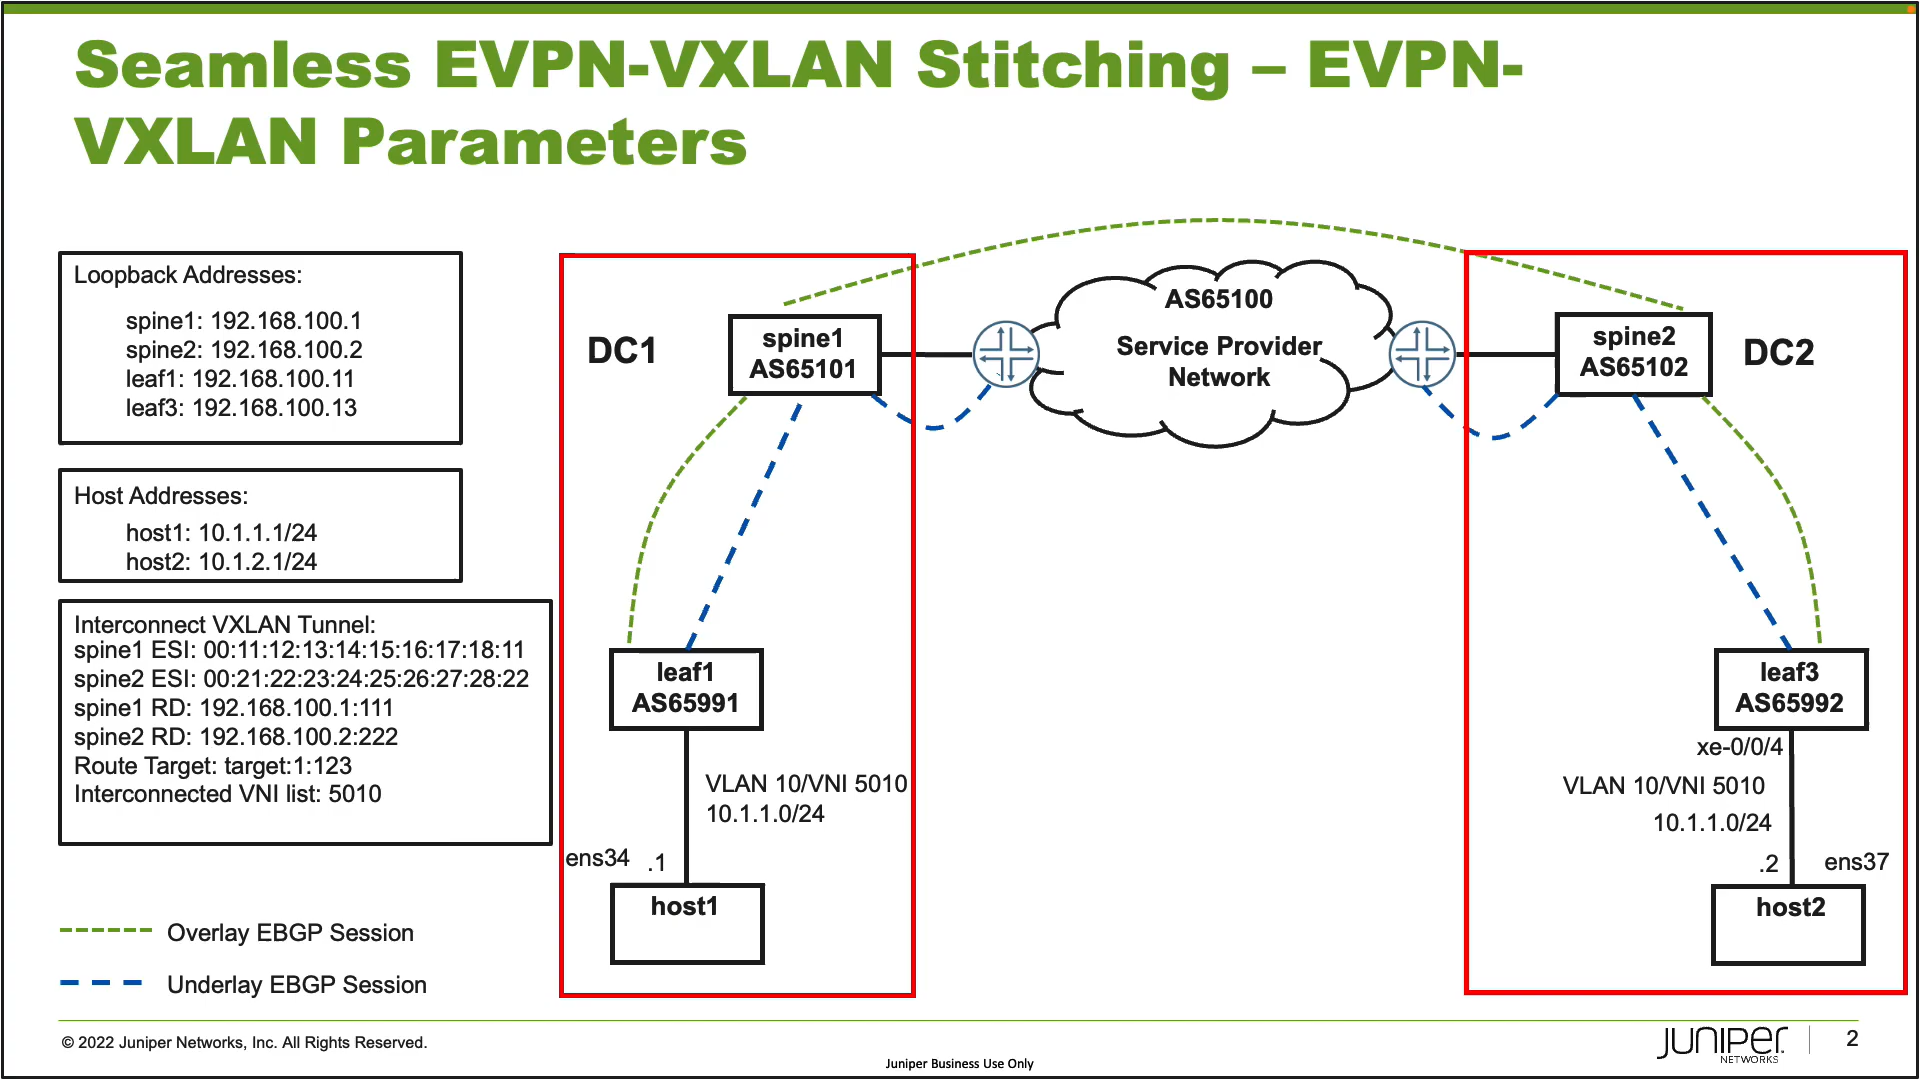 Seamless EVPN-VXLAN Stitching – EVPN-
VXLAN Parameters
Loopback Addresses:
spine1: 192.168.100.1
spine2: 192.168.100.2
leaf1: 192.168.100.11
leaf3: 192.168.100.13
Host Addresses:
host1: 10.1.1.1/24
host2: 10.1.2.1/24
Interconnect VXLAN Tunnel:
spine1 ESI: 00:11:12:13:14:15:16:17:18:11
spine2 ESI: 00:21:22:23:24:25:26:27:28:22
spine1 RD: 192.168.100.1:111
spine2 RD: 192.168.100.2:222
Route Target: target:1:123
Interconnected VNI list: 5010
Overlay EBGP Session
Underlay EBGP Session
DC1
spine1
AS65101
leaf1
AS65991
VLAN 10/VNI 5010
10.1.1.0/24
ens34
.1
host1
AS65100
Service Provider
Network
spine2
AS65102
DC2
leaf3
AS65992
xe-0/0/4
VLAN 10/VNI 5010
10.1.1.0/24
.2
ens37
host2
© 2022 Juniper Networks, Inc. All Rights Reserved.
Juniper Business Use Only
JUNIPEr
NETWORKS
2